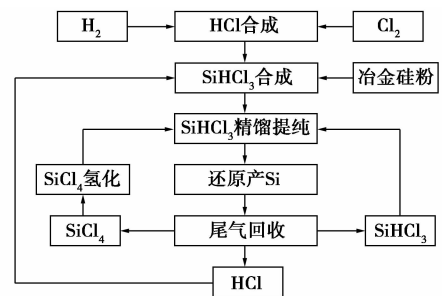 H₂
HCl合成
Cl₂
SiHCl₃合成
冶金硅粉
SiHCl₃精馏提纯
SiCl₄氢化
还原产Si
SiCl₄
尾气回收
SiHCl₃
HCl